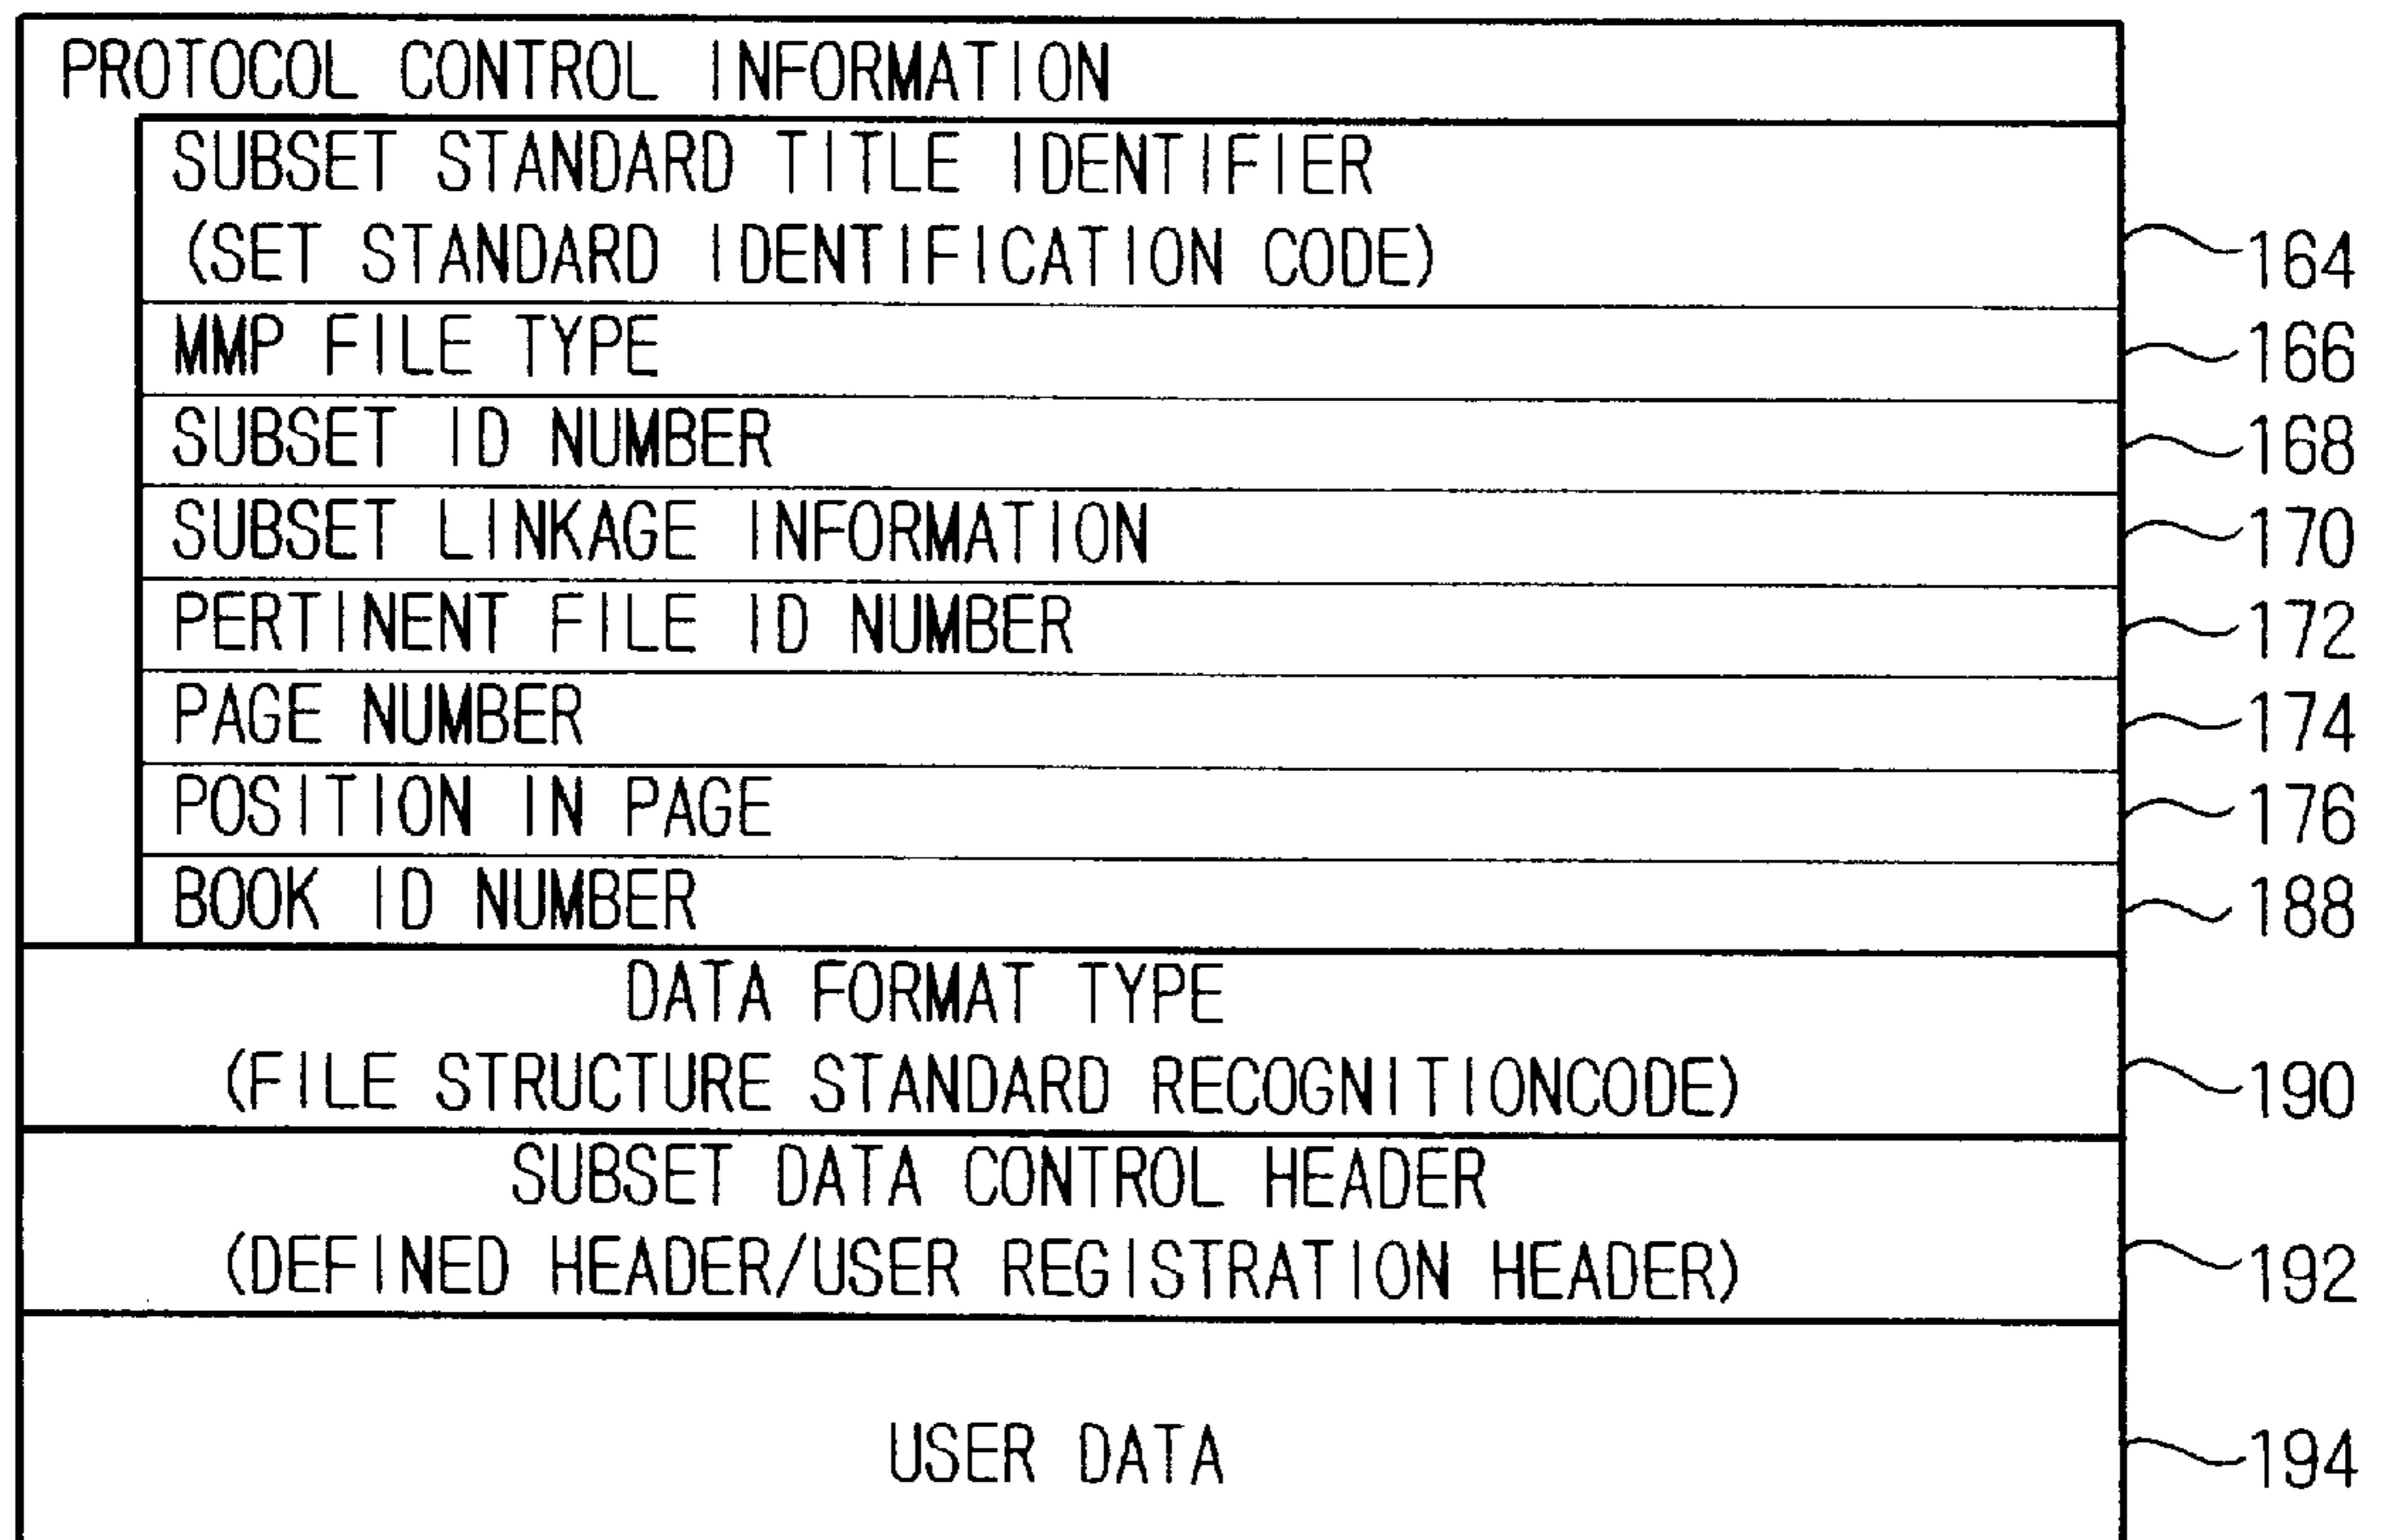 PROTOCOL CONTROL INFORMATION
SUBSET STANDARD TITLE IDENTIFIER
(SET STANDARD IDENTIFICATION CODE) 164
MMP FILE TYPE 166
SUBSET ID NUMBER 168
SUBSET LINKAGE INFORMATION 170
PERTINENT FILE ID NUMBER 172
PAGE NUMBER 174
POSITION IN PAGE 176
BOOK ID NUMBER 188
DATA FORMAT TYPE
(FILE STRUCTURE STANDARD RECOGNITIONCODE) 190
SUBSET DATA CONTROL HEADER
(DEFINED HEADER/USER REGISTRATION HEADER) 192
USER DATA 194